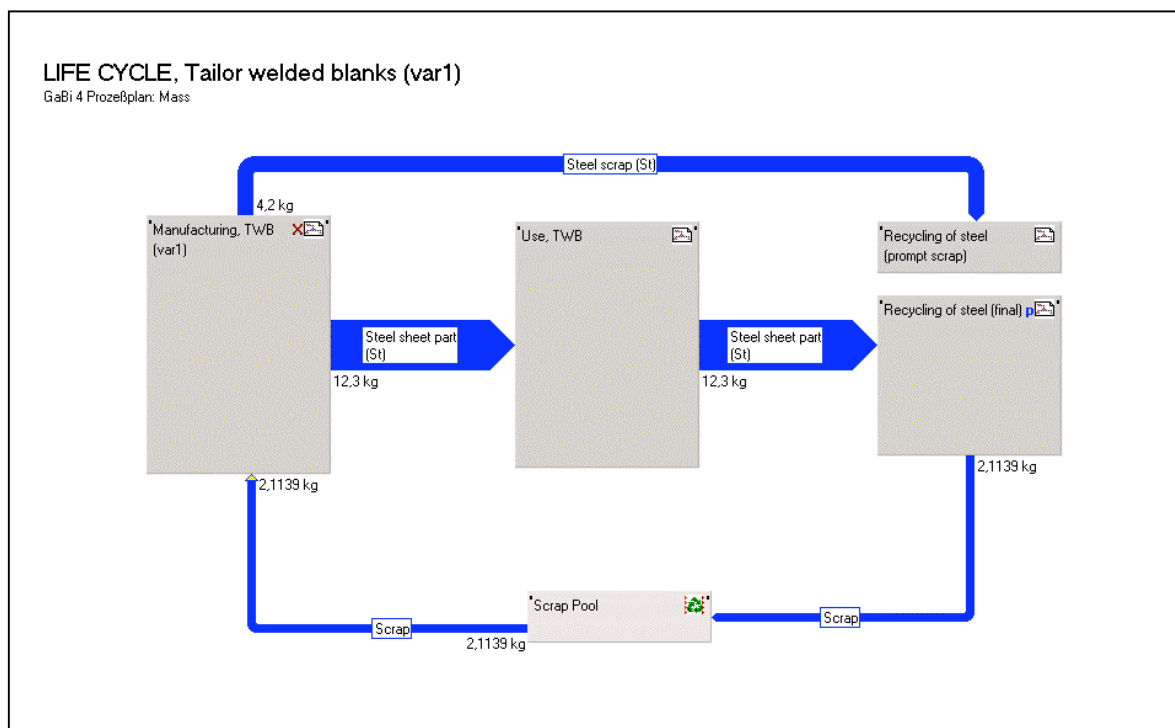 LIFE CYCLE, Tailor welded blanks (var1)
GaBi 4 Prozeßplan: Mass
Steel scrap (St)
4,2 kg
Manufacturing, TWB
(var1)
Use, TWB
Recycling of steel
(prompt scrap)
Recycling of steel (final) p
Steel sheet part
(St)
Steel sheet part
(St)
12,3 kg
12,3 kg
2,1139 kg
2,1139 kg
Scrap Pool
Scrap
Scrap
2,1139 kg